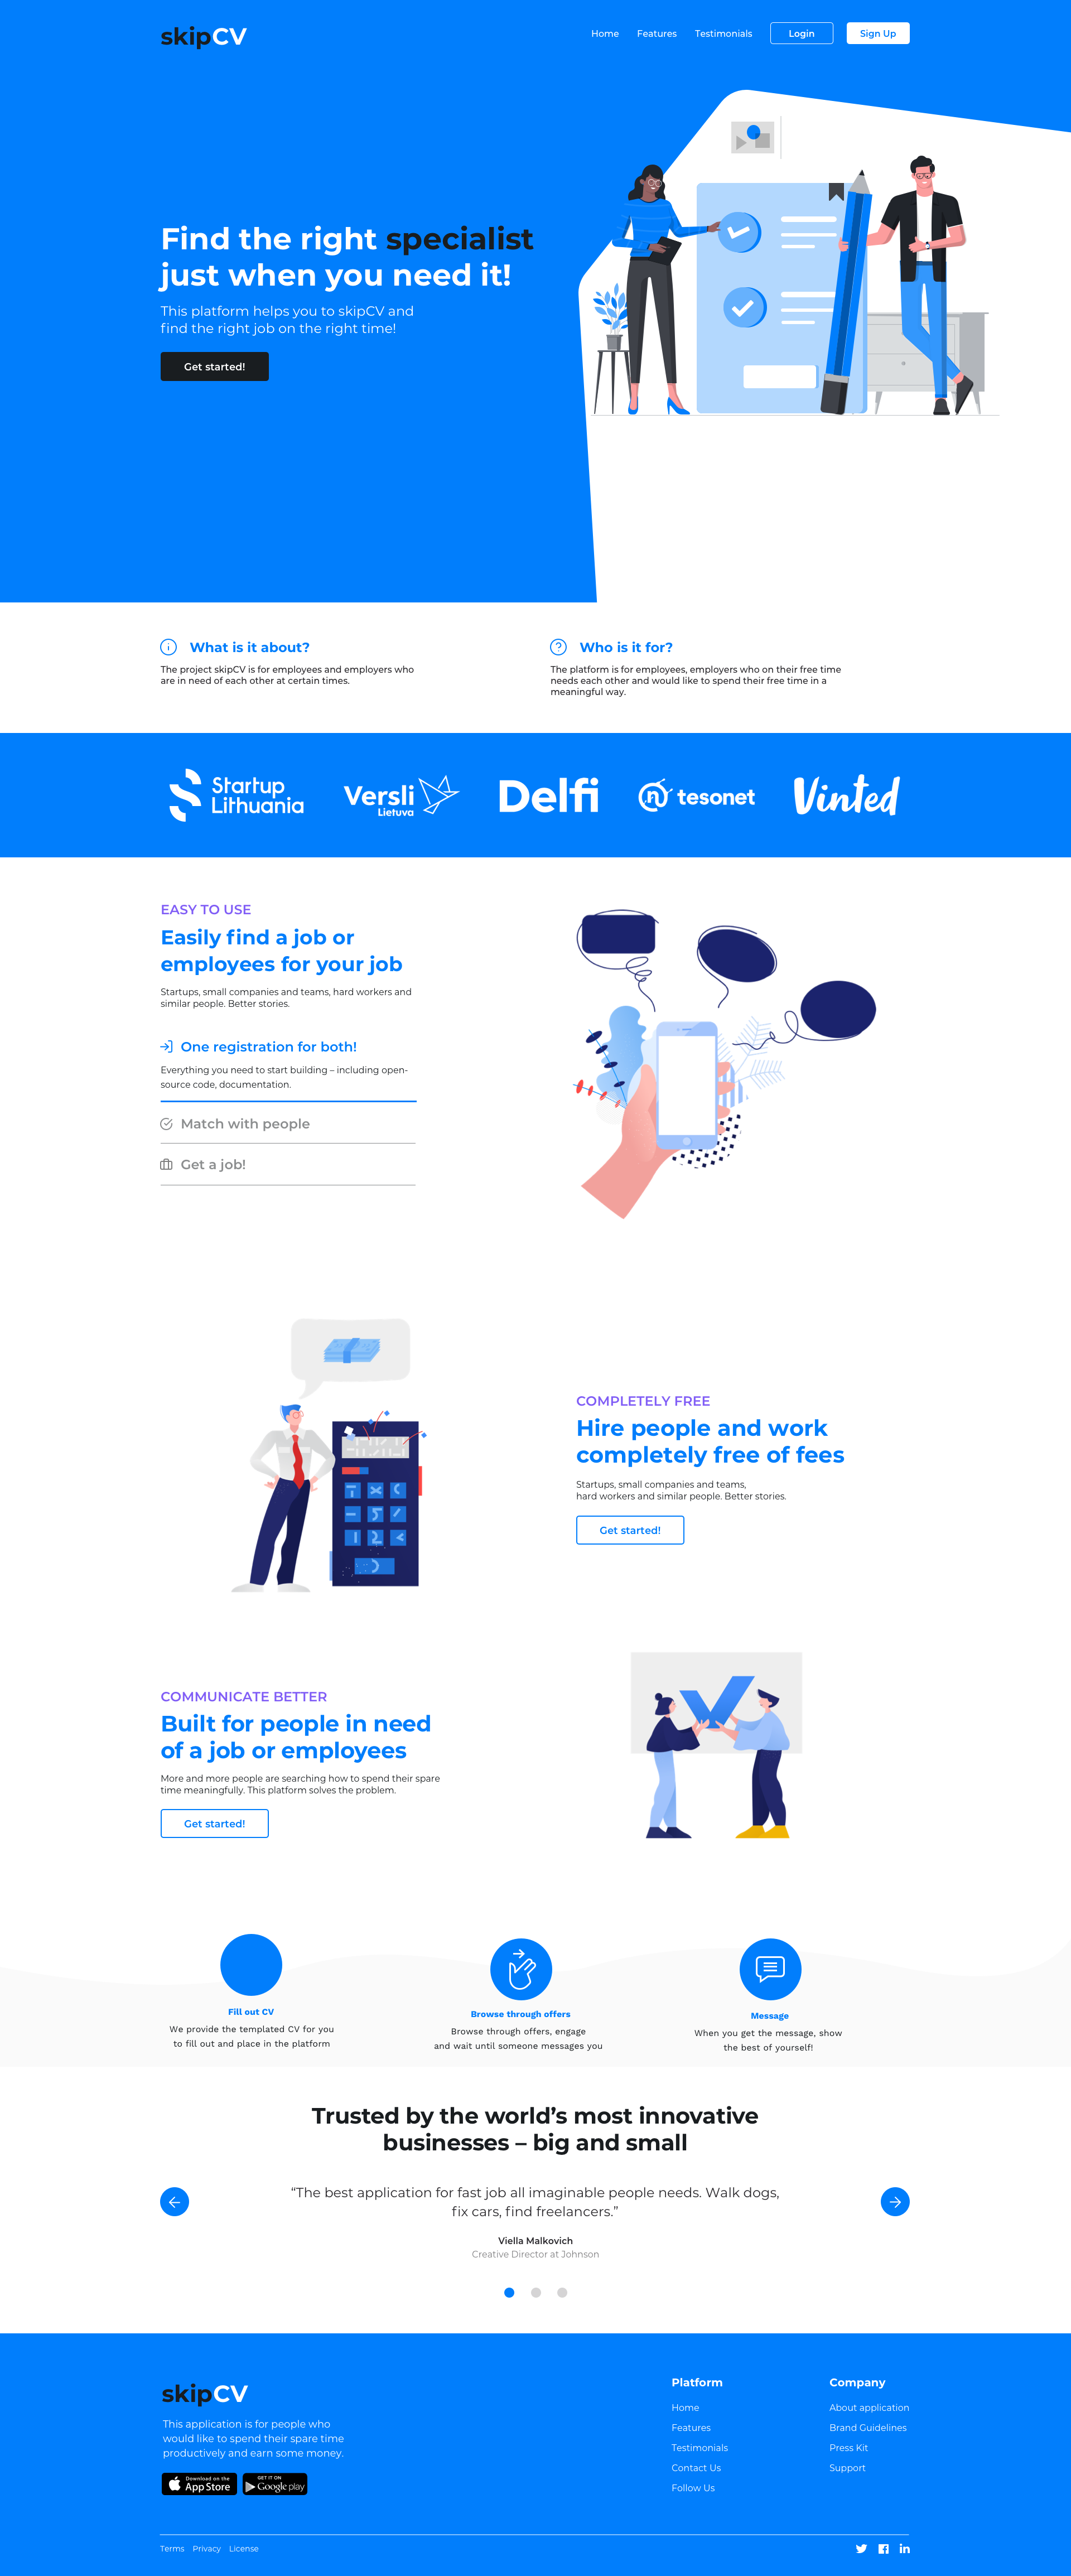 skipCV
Home Features Testimonials Login Sign Up
Find the right specialist
just when you need it!
This platform helps you to skipCV and
find the right job on the right time!
Get started!
What is it about?
The project skipCV is for employees and employers who
are in need of each other at certain times.
Who is it for?
The platform is for employees, employers who on their free time
needs each other and would like to spend their free time in a
meaningful way.
Startup
Lithuania
Versli
Lietuva
Delfi
tesonet
Vinted
EASY TO USE
Easily find a job or
employees for your job
Startups, small companies and teams, hard workers and
similar people. Better stories.
One registration for both!
Everything you need to start building – including open-
source code, documentation.
Match with people
Get a job!
COMPLETELY FREE
Hire people and work
completely free of fees
Startups, small companies and teams,
hard workers and similar people. Better stories.
Get started!
COMMUNICATE BETTER
Built for people in need
of a job or employees
More and more people are searching how to spend their spare
time meaningfully. This platform solves the problem.
Get started!
Fill out CV
We provide the templated CV for you
to fill out and place in the platform
Browse through offers
Browse through offers, engage
and wait until someone messages you
Message
When you get the message, show
the best of yourself!
Trusted by the world’s most innovative
businesses – big and small
“The best application for fast job all imaginable people needs. Walk dogs,
fix cars, find freelancers.”
Viella Malkovich
Creative Director at Johnson
skipCV
This application is for people who
would like to spend their spare time
productively and earn some money.
Download on the
App Store
GET IT ON
Google play
Platform
Home
Features
Testimonials
Contact Us
Follow Us
Company
About application
Brand Guidelines
Press Kit
Support
Terms Privacy License